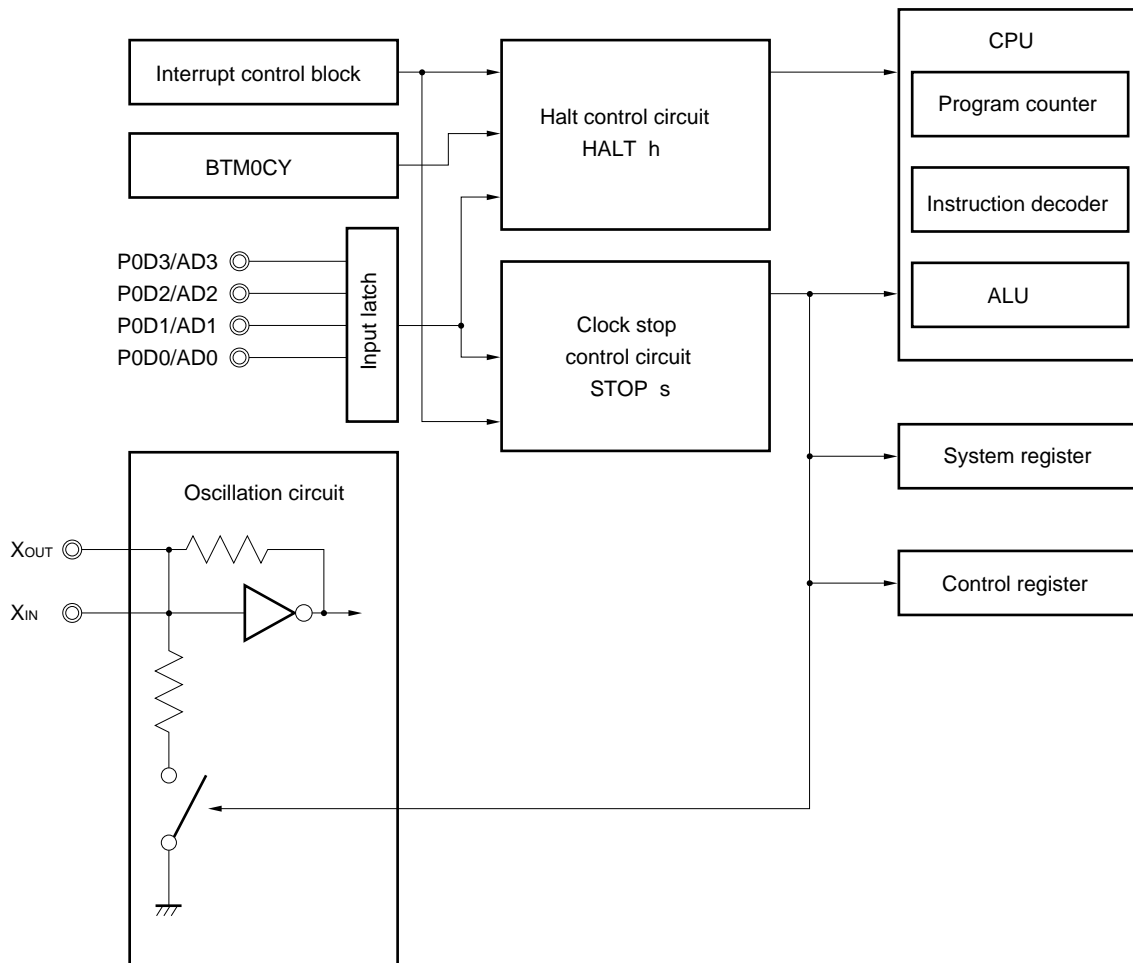 Interrupt control block
BTM0CY
P0D3/AD3
P0D2/AD2
P0D1/AD1
P0D0/AD0
Input latch
Halt control circuit
HALT h
Clock stop
control circuit
STOP s
CPU
Program counter
Instruction decoder
ALU
System register
Control register
Oscillation circuit
XOUT
XIN